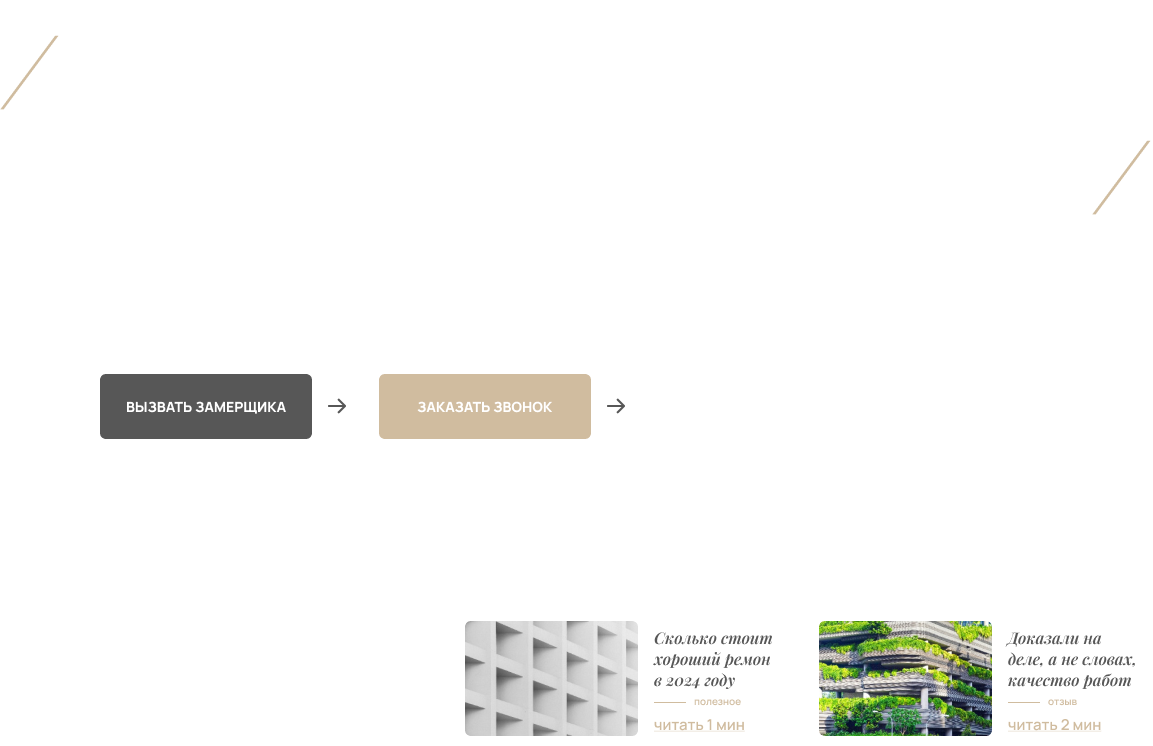 ВЫЗВАТЬ ЗАМЕРЩИКА
ЗАКАЗАТЬ ЗВОНОК
Сколько стоит
хороший ремон
в 2024 году
полезное
читать 1 мин
Доказали на
деле, а не словах,
качество работ
отзыв
читать 2 мин